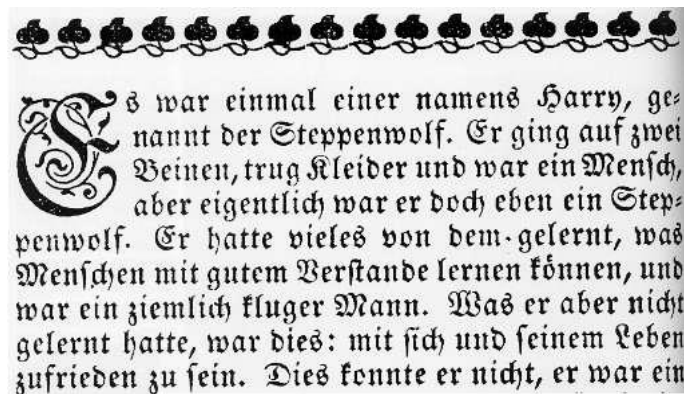 Es war einmal einer namens Harry, ge⸗
nannt der Steppenwolf. Er ging auf zwei
Beinen, trug Kleider und war ein Mensch,
aber eigentlich war er doch eben ein Step⸗
penwolf. Er hatte vieles von dem gelernt, was
Menschen mit gutem Verstande lernen können, und
war ein ziemlich kluger Mann. Was er aber nicht
gelernt hatte, war dies: mit sich und seinem Leben
zufrieden zu sein. Dies konnte er nicht, er war ein